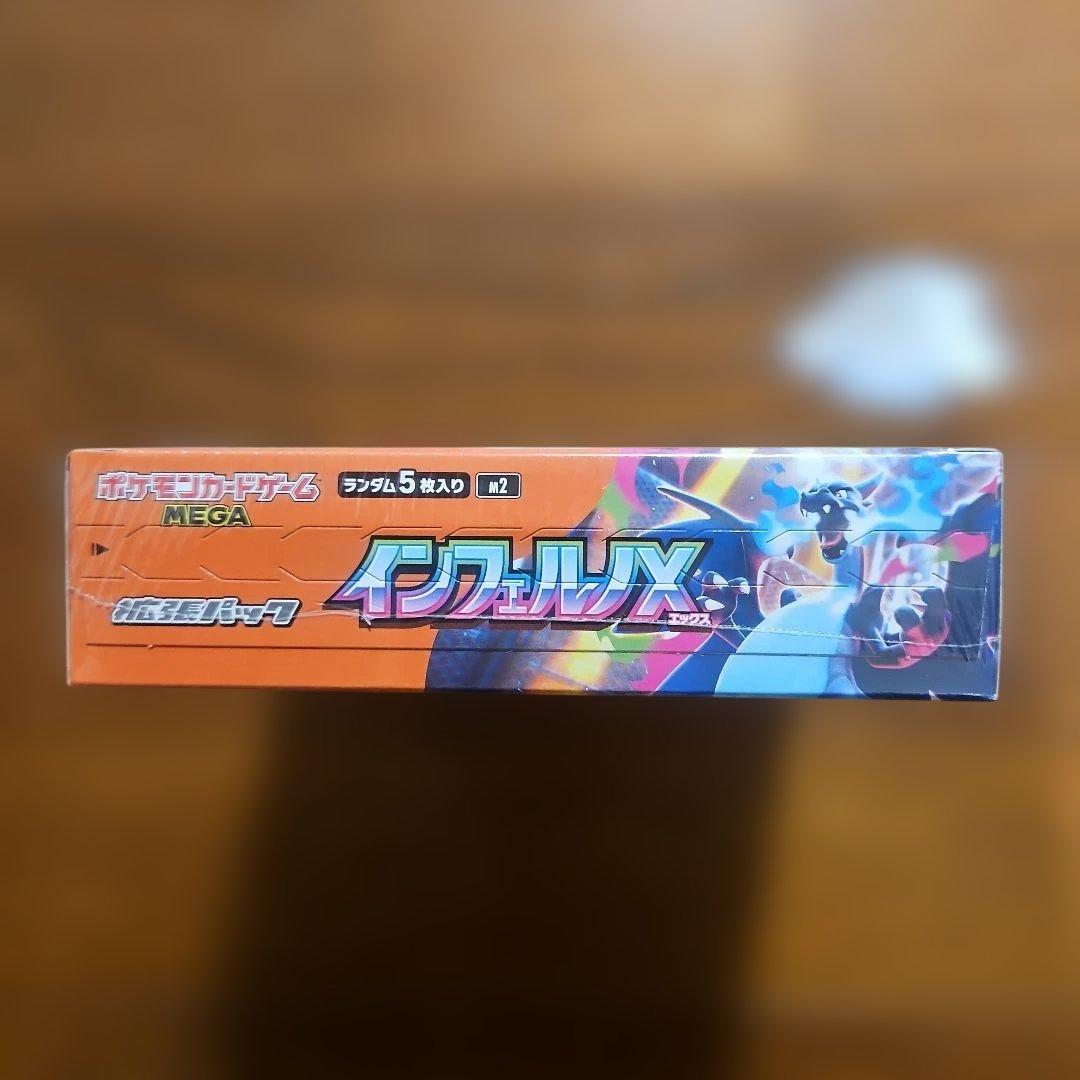 ポケモンカードゲーム
MEGA
ランダム5枚入り M2
拡張パック
インフェルノX
エックス